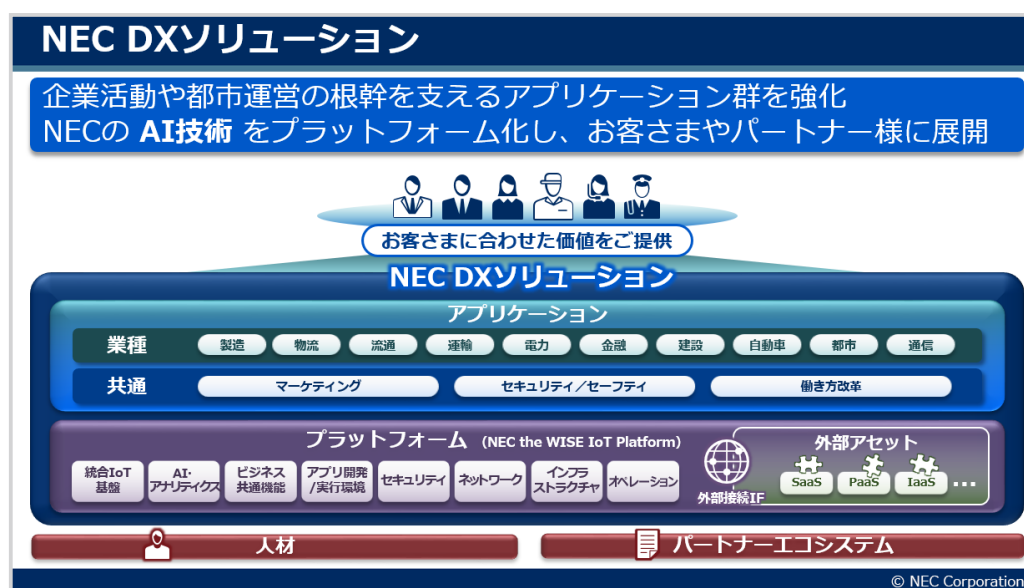 NEC DXソリューション
企業活動や都市運営の根幹を支えるアプリケーション群を強化
NECの AI技術 をプラットフォーム化し、お客さまやパートナー様に展開
お客さまに合わせた価値をご提供
NEC DXソリューション
アプリケーション
業種 製造 物流 流通 運輸 電力 金融 建設 自動車 都市 通信
共通 マーケティング セキュリティ／セーフティ 働き方改革
プラットフォーム (NEC the WISE IoT Platform)
統合IoT
基盤
AI・
アナリティクス
ビジネス
共通機能
アプリ開発
/実行環境
セキュリティ
ネットワーク
インフラ
ストラクチャ
オペレーション
外部接続IF
外部アセット
SaaS PaaS IaaS ...
人材
パートナーエコシステム
© NEC Corporation